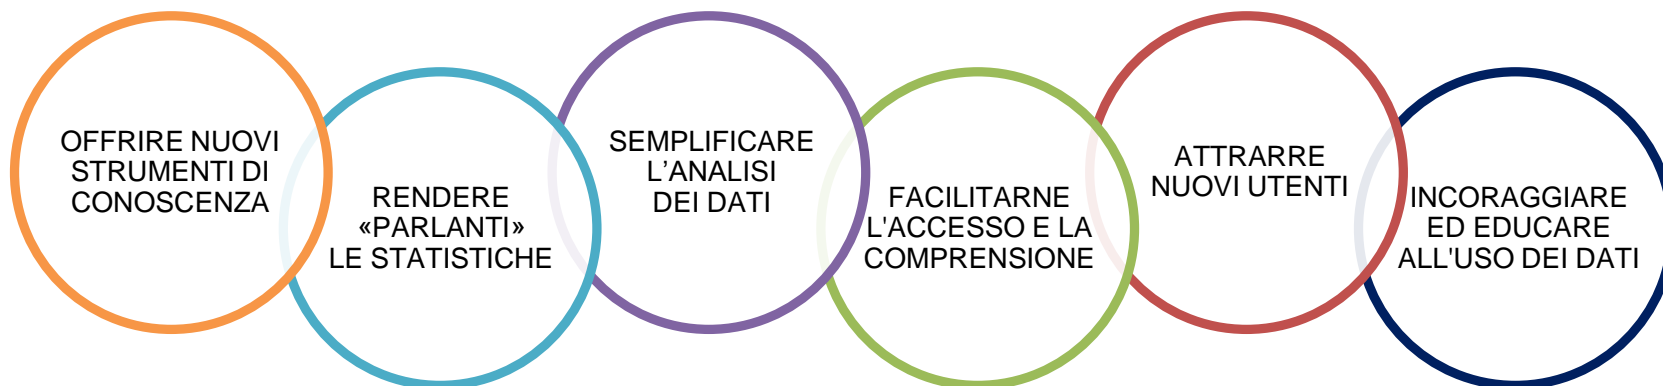 OFFRIRE NUOVI
STRUMENTI DI
CONOSCENZA
RENDERE
«PARLANTI»
LE STATISTICHE
SEMPLIFICARE
L’ANALISI
DEI DATI
FACILITARNE
L'ACCESSO E LA
COMPRENSIONE
ATTRARRE
NUOVI UTENTI
INCORAGGIARE
ED EDUCARE
ALL'USO DEI DATI